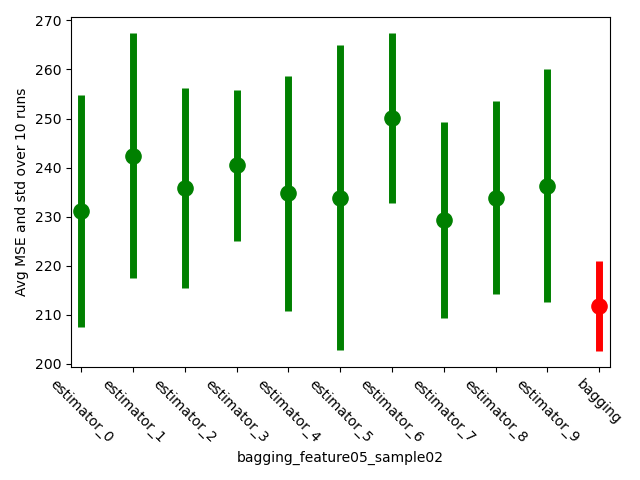 270
260
250
240
230
220
210
200
Avg MSE and std over 10 runs
estimator_0
estimator_1
estimator_2
estimator_3
estimator_4
estimator_5
estimator_6
estimator_7
estimator_8
estimator_9
bagging
bagging_feature05_sample02